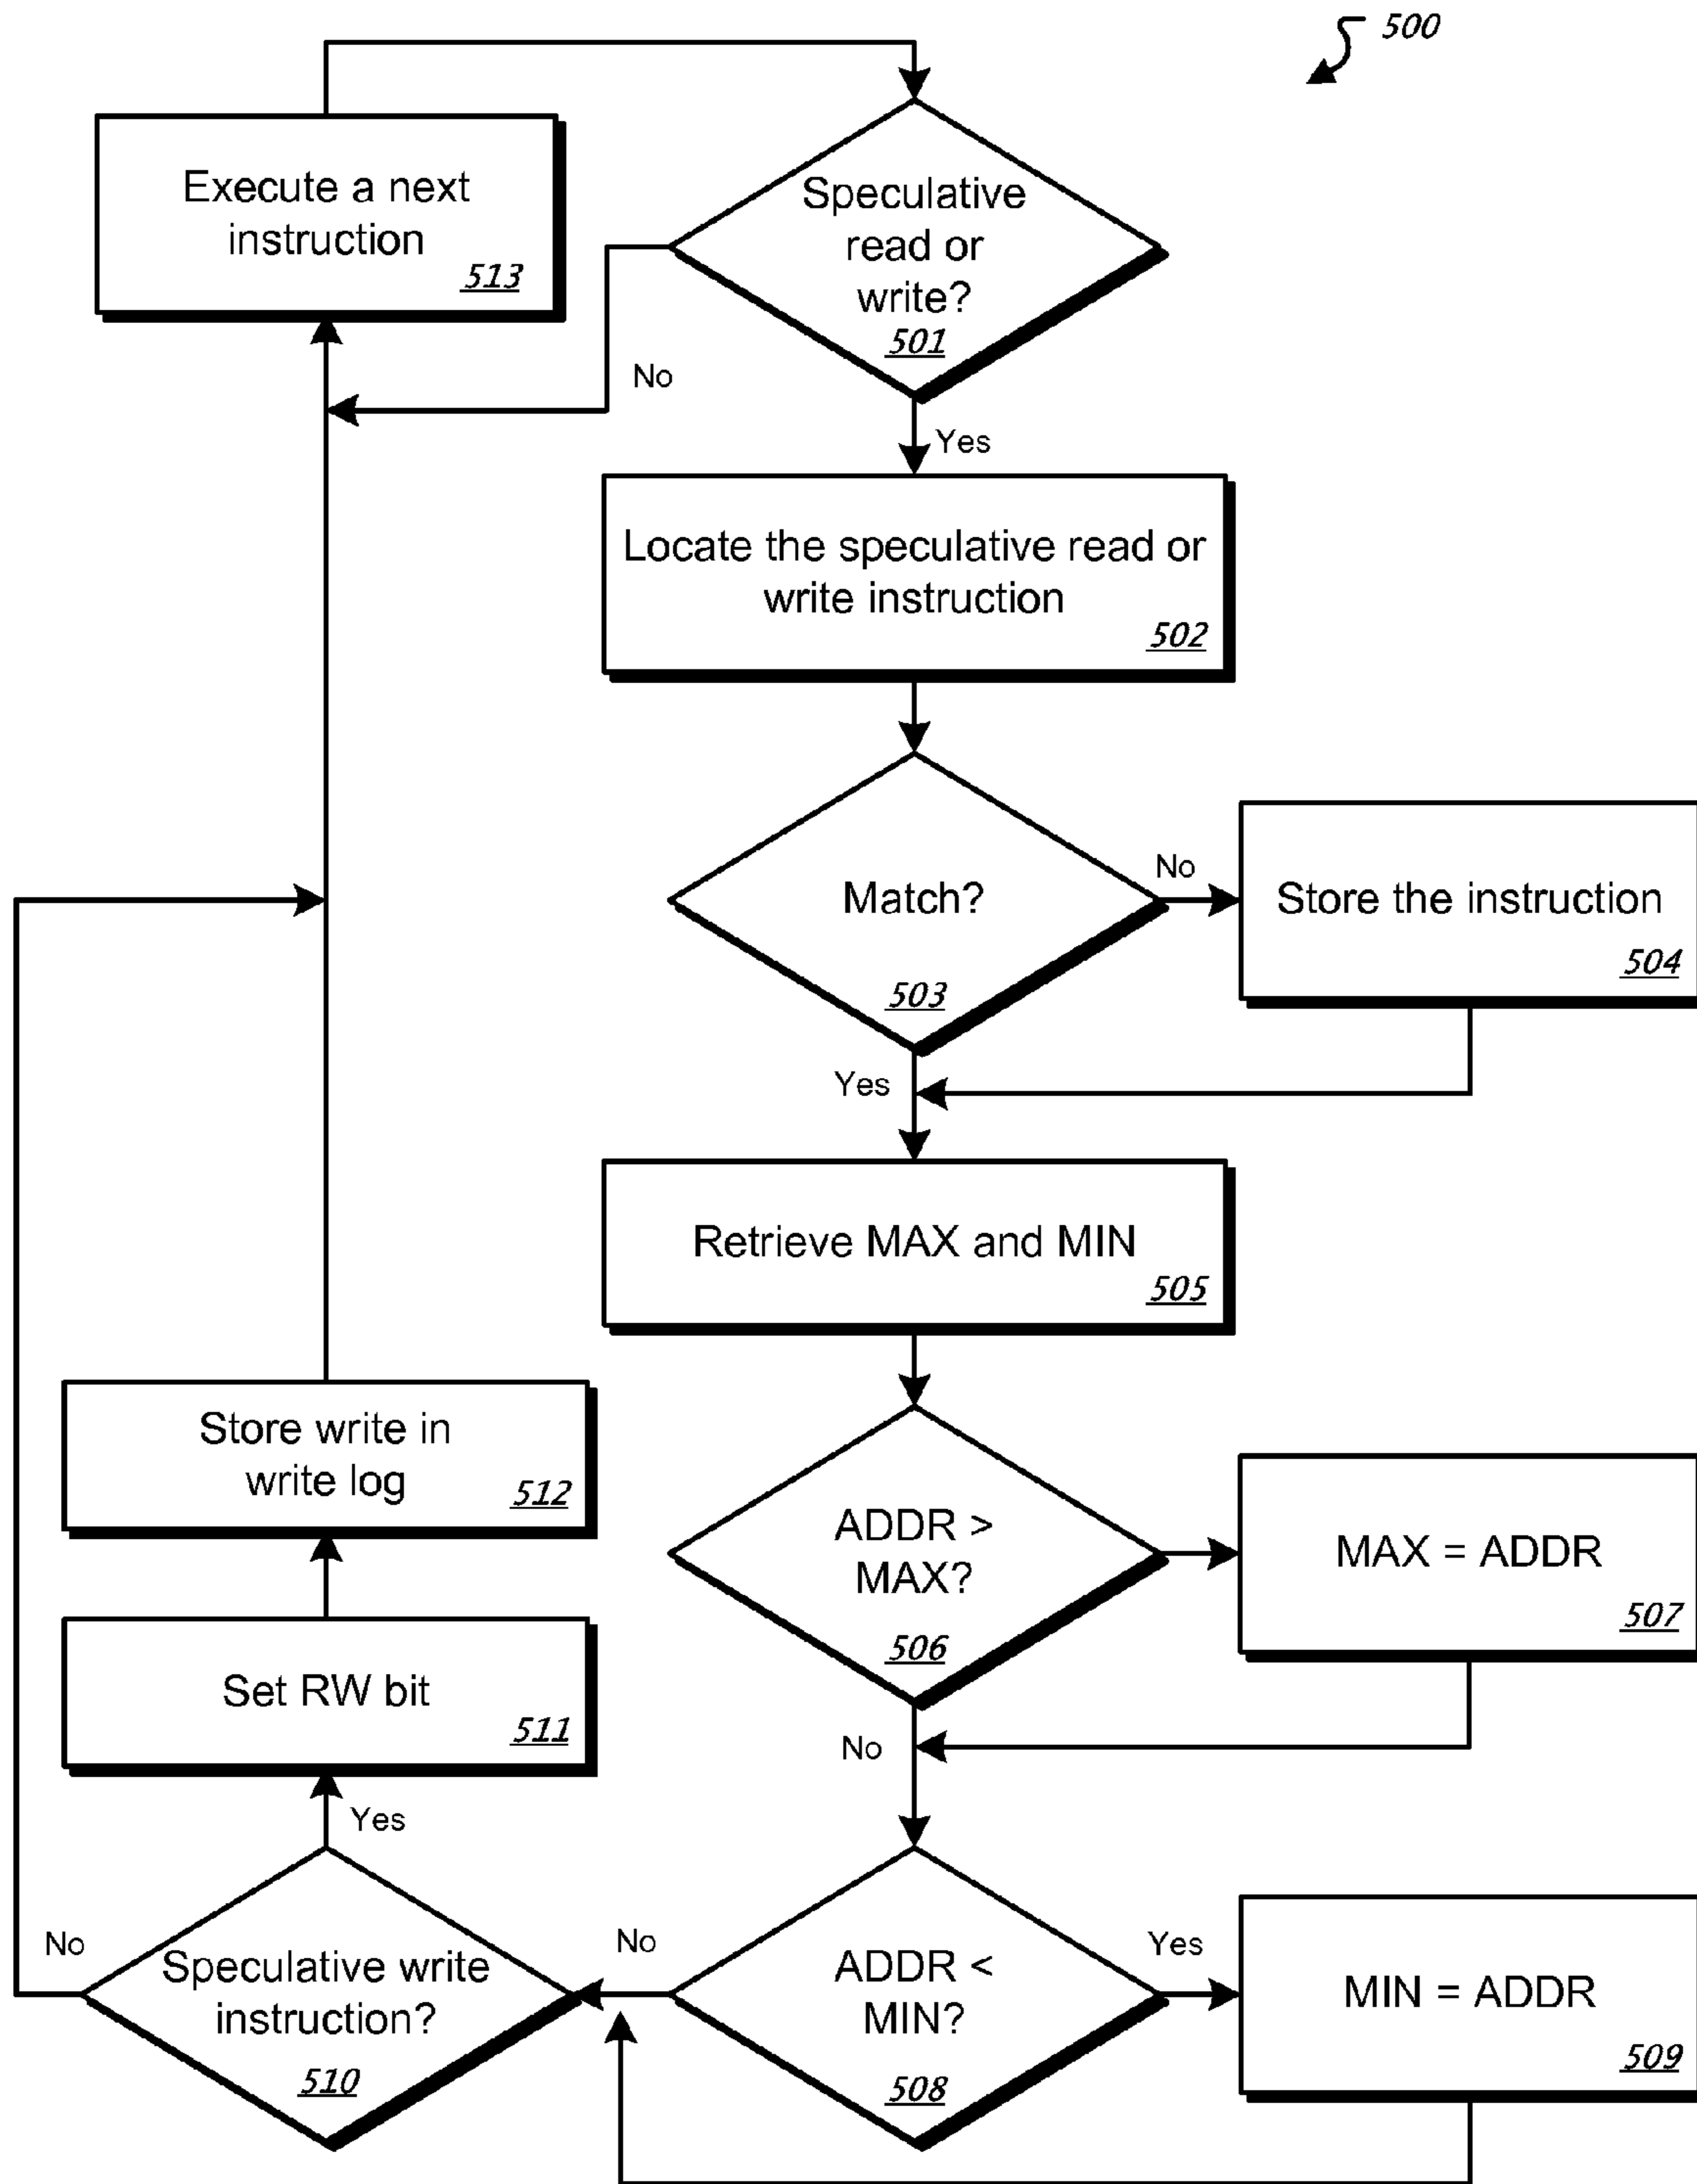 500
Execute a next
instruction
513
Speculative
read or
write?
501
No
Yes
Locate the speculative read or
write instruction
502
Match?
503
No
Store the instruction
504
Yes
Retrieve MAX and MIN
505
ADDR >
MAX?
506
MAX = ADDR
507
No
ADDR <
MIN?
508
Yes
MIN = ADDR
509
No
Speculative write
instruction?
510
No
Yes
Set RW bit
511
Store write in
write log
512